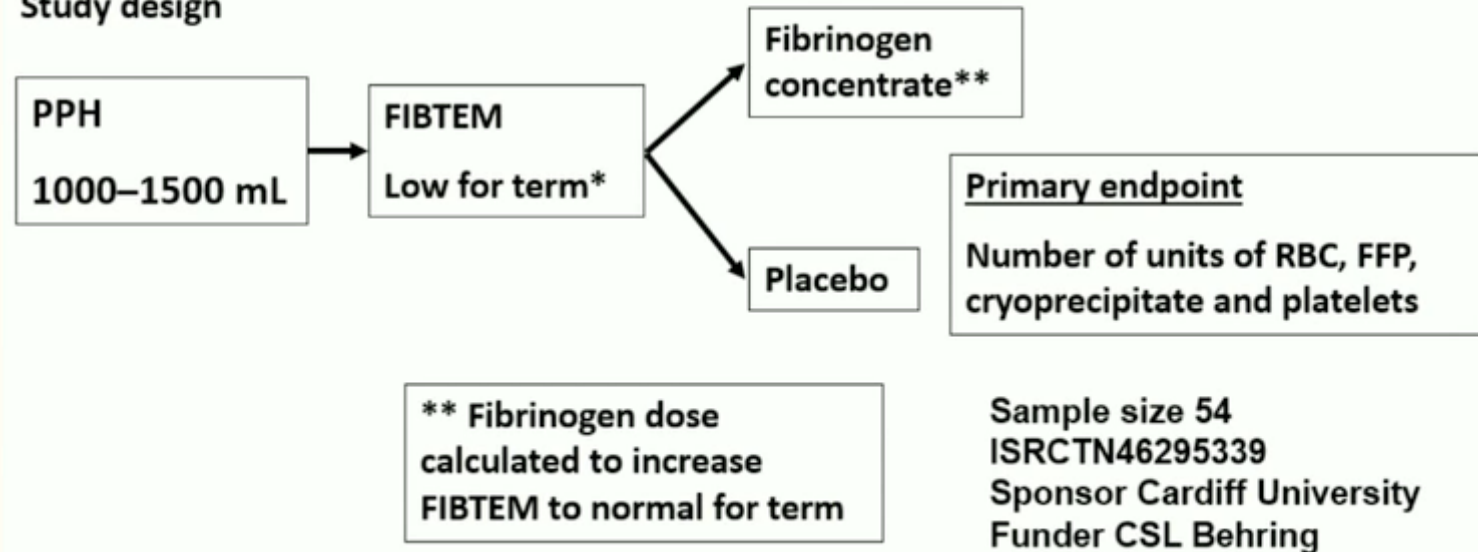 Study design
PPH
1000–1500 mL
FIBTEM
Low for term*
Fibrinogen
concentrate**
Placebo
Primary endpoint
Number of units of RBC, FFP,
cryoprecipitate and platelets
** Fibrinogen dose
calculated to increase
FIBTEM to normal for term
Sample size 54
ISRCTN46295339
Sponsor Cardiff University
Funder CSL Behring